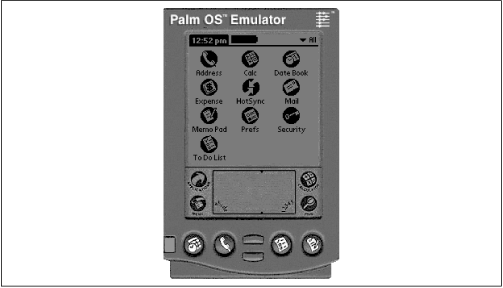 Palm OS™ Emulator
12:52 pm ▼ All
Address Calc Date Book
Expense HotSync Mail
Memo Pad Prefs Security
To Do List